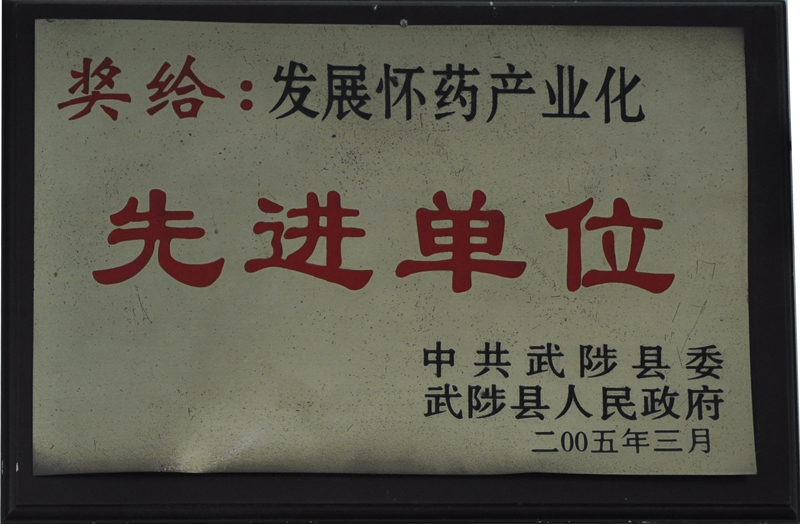 奖给:发展怀药产业化
先进单位
中共武陟县委
武陟县人民政府
二00五年三月